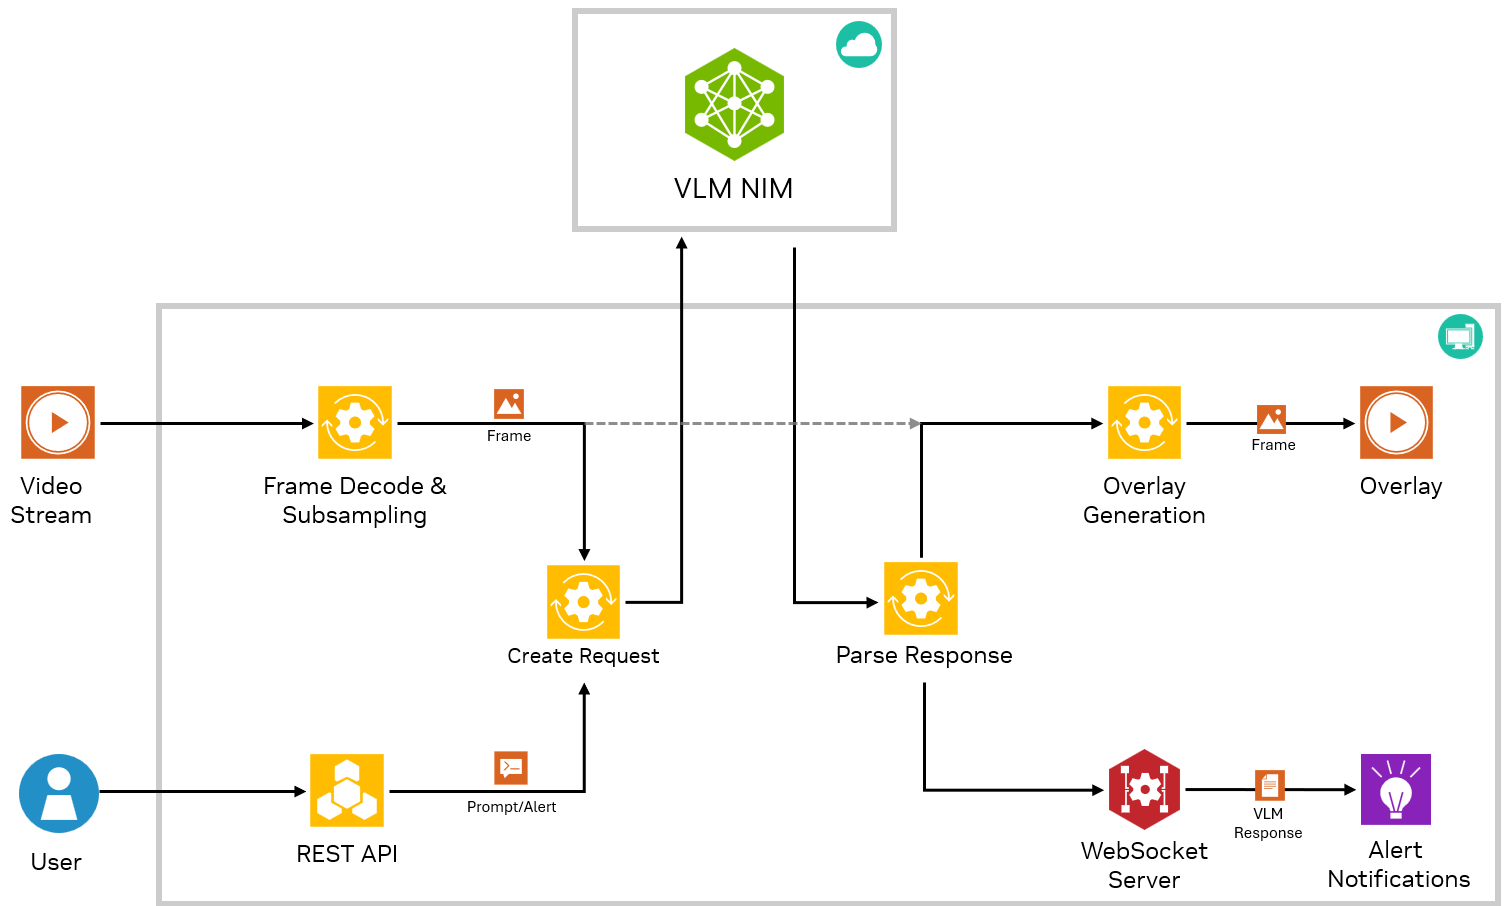 VLM NIM
Frame
Frame
Video
Stream
Frame Decode &
Subsampling
Overlay
Generation
Overlay
Create Request
Parse Response
Prompt/Alert
VLM
Response
User
REST API
WebSocket
Server
Alert
Notifications